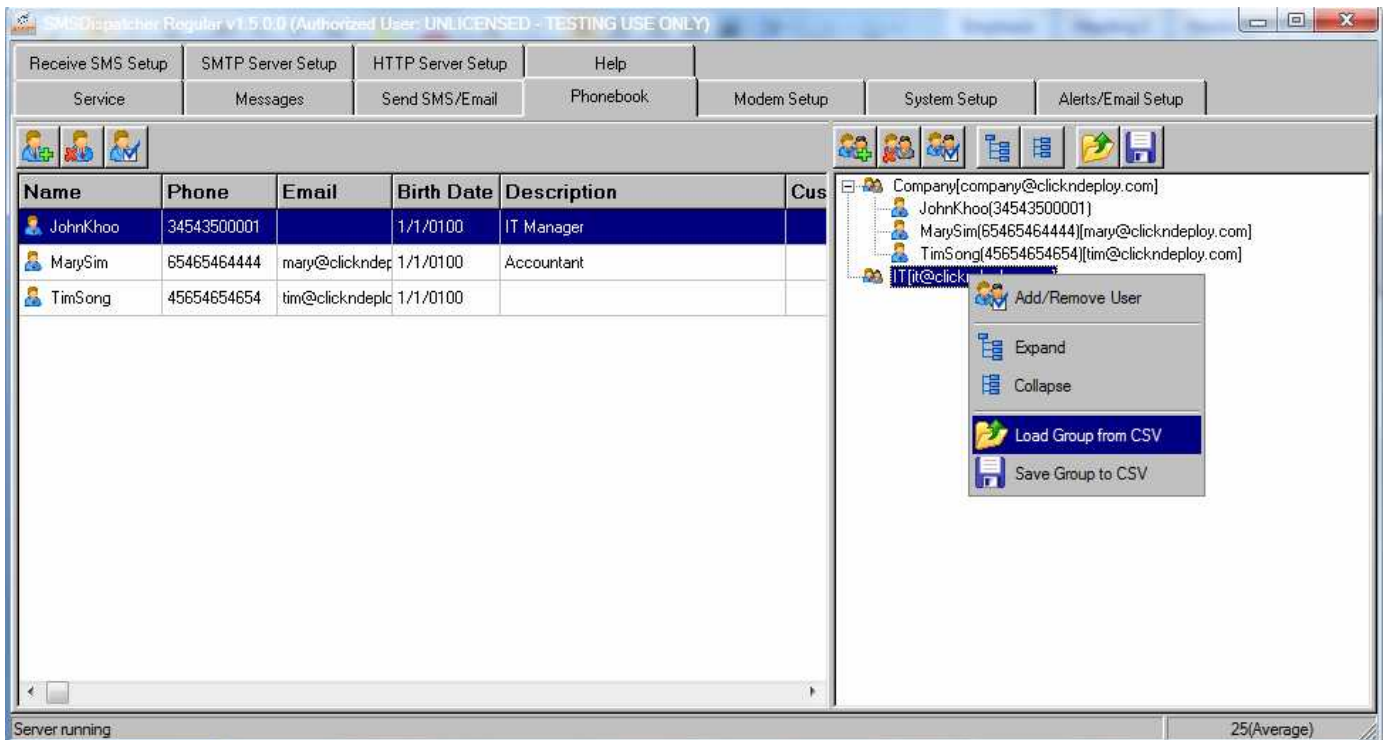 SMSDispatcher Regular v1.5.0.0 (Authorized User: UNLICENSED - TESTING USE ONLY)
Receive SMS Setup SMTP Server Setup HTTP Server Setup Help
Service Messages Send SMS/Email Phonebook Modem Setup System Setup Alerts/Email Setup
Name Phone Email Birth Date Description Cus
JohnKhoo 34543500001 1/1/0100 IT Manager
MarySim 65465464444 mary@clickndep 1/1/0100 Accountant
TimSong 45654654654 tim@clickndeplo 1/1/0100
Company[company@clickndeploy.com]
JohnKhoo(34543500001)
MarySim(65465464444)[mary@clickndeploy.com]
TimSong(45654654654)[tim@clickndeploy.com]
IT[it@clickn
Add/Remove User
Expand
Collapse
Load Group from CSV
Save Group to CSV
Server running 25(Average)